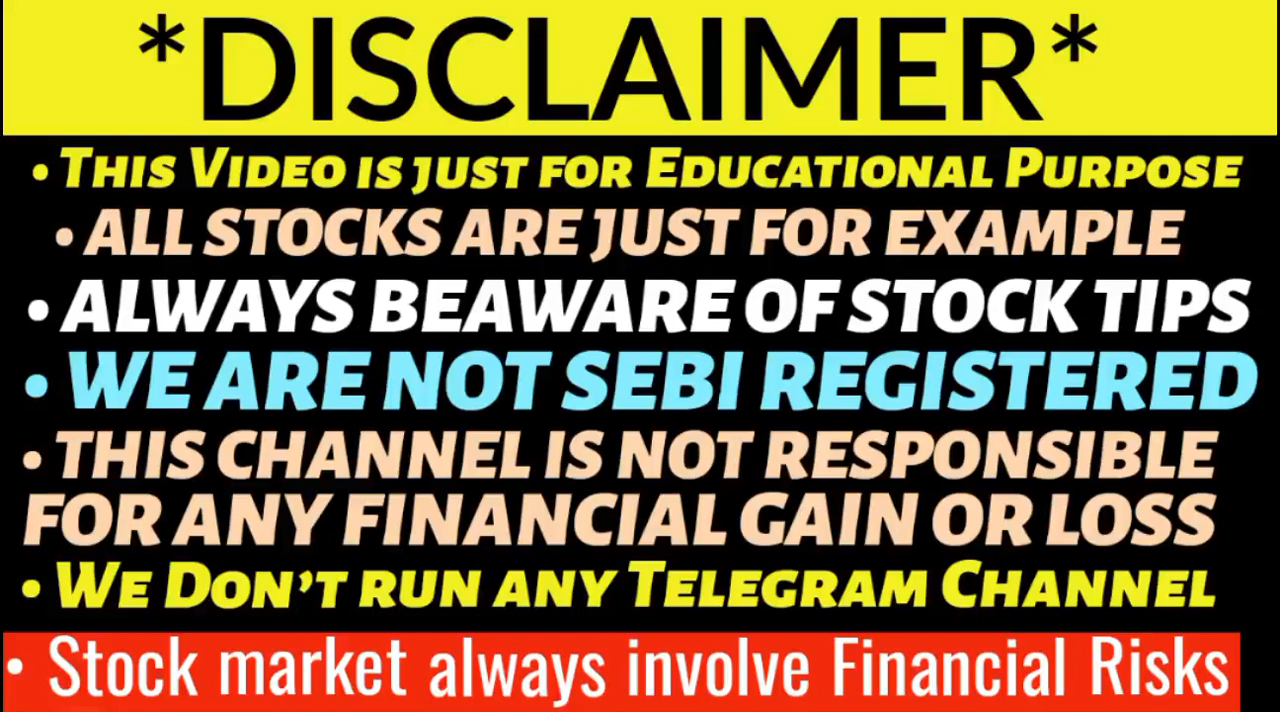 *DISCLAIMER*
• THIS VIDEO IS JUST FOR EDUCATIONAL PURPOSE
• ALL STOCKS ARE JUST FOR EXAMPLE
• ALWAYS BEAWARE OF STOCK TIPS
• WE ARE NOT SEBI REGISTERED
• THIS CHANNEL IS NOT RESPONSIBLE
FOR ANY FINANCIAL GAIN OR LOSS
• WE DON'T RUN ANY TELEGRAM CHANNEL
• Stock market always involve Financial Risks